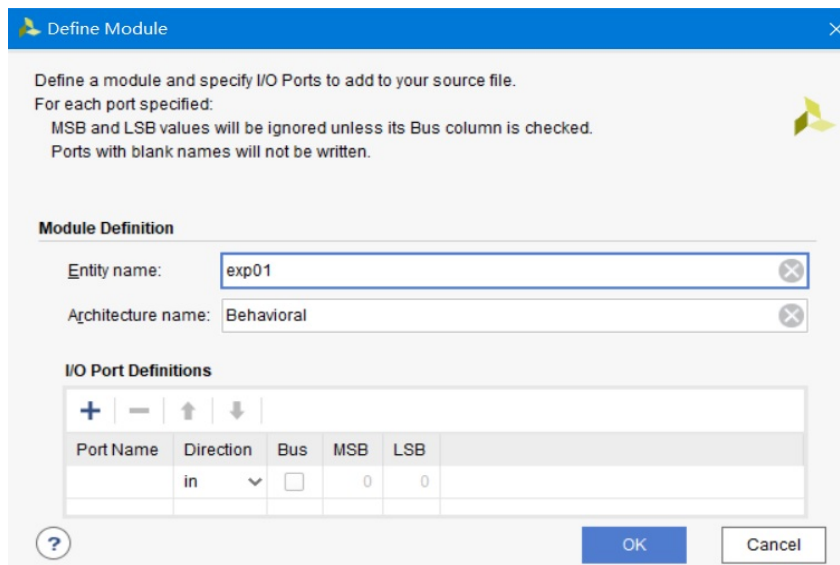 Define Module
Define a module and specify I/O Ports to add to your source file.
For each port specified:
MSB and LSB values will be ignored unless its Bus column is checked.
Ports with blank names will not be written.
Module Definition
Entity name: exp01
Architecture name: Behavioral
I/O Port Definitions
Port Name Direction Bus MSB LSB
in 0 0
? OK Cancel